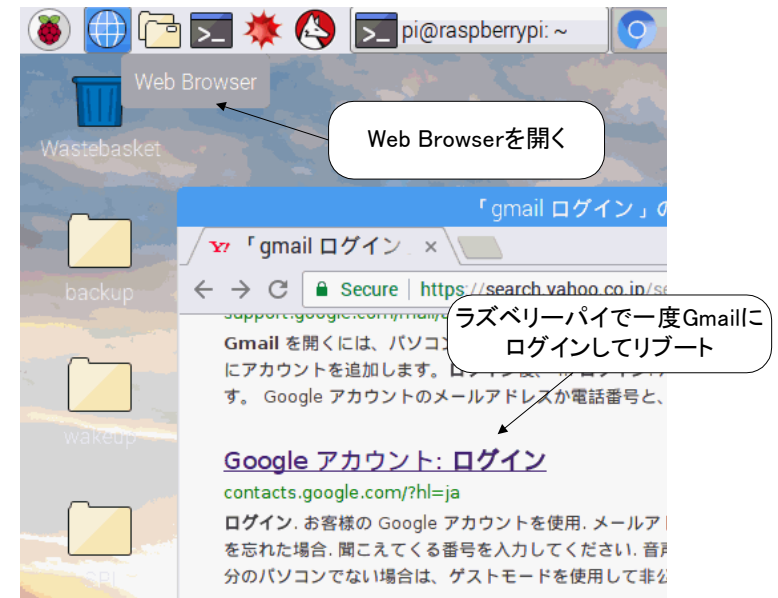 pi@raspberrypi: ~
Web Browser
Web Browserを開く
Wastebasket
「gmail ログイン」の
「gmail ログイン
Secure
https://search.yahoo.co.jp/se
backup
ラズベリーパイで一度Gmailに
ログインしてリブート
Gmail を開くには、パソコン
にアカウントを追加します。
す。 Google アカウントのメールアドレスか電話番号と、
wakeup
Google アカウント: ログイン
contacts.google.com/?hl=ja
ログイン. お客様の Google アカウントを使用. メールア
を忘れた場合. 聞こえてくる番号を入力してください. 音声
分のパソコンでない場合は、ゲストモードを使用して非公